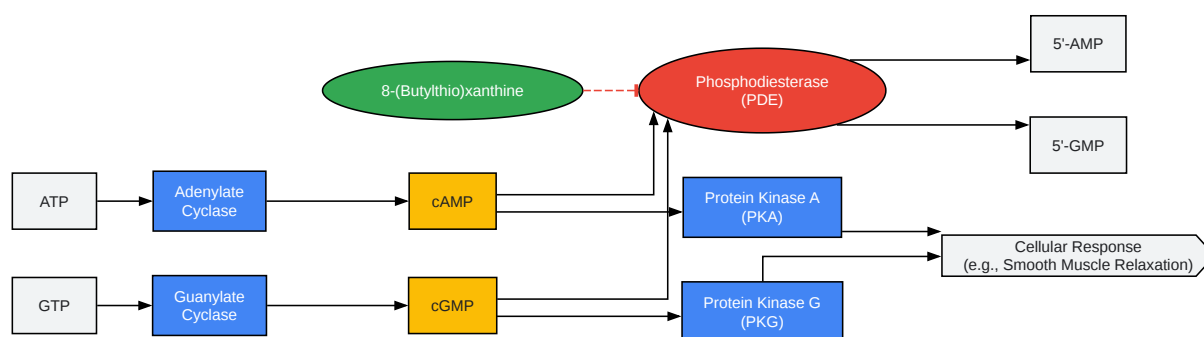 5'-AMP
8-(Butylthio)xanthine
Phosphodiesterase
(PDE)
5'-GMP
ATP
Adenylate
Cyclase
cAMP
Protein Kinase A
(PKA)
Cellular Response
(e.g., Smooth Muscle Relaxation)
GTP
Guanylate
Cyclase
cGMP
Protein Kinase G
(PKG)